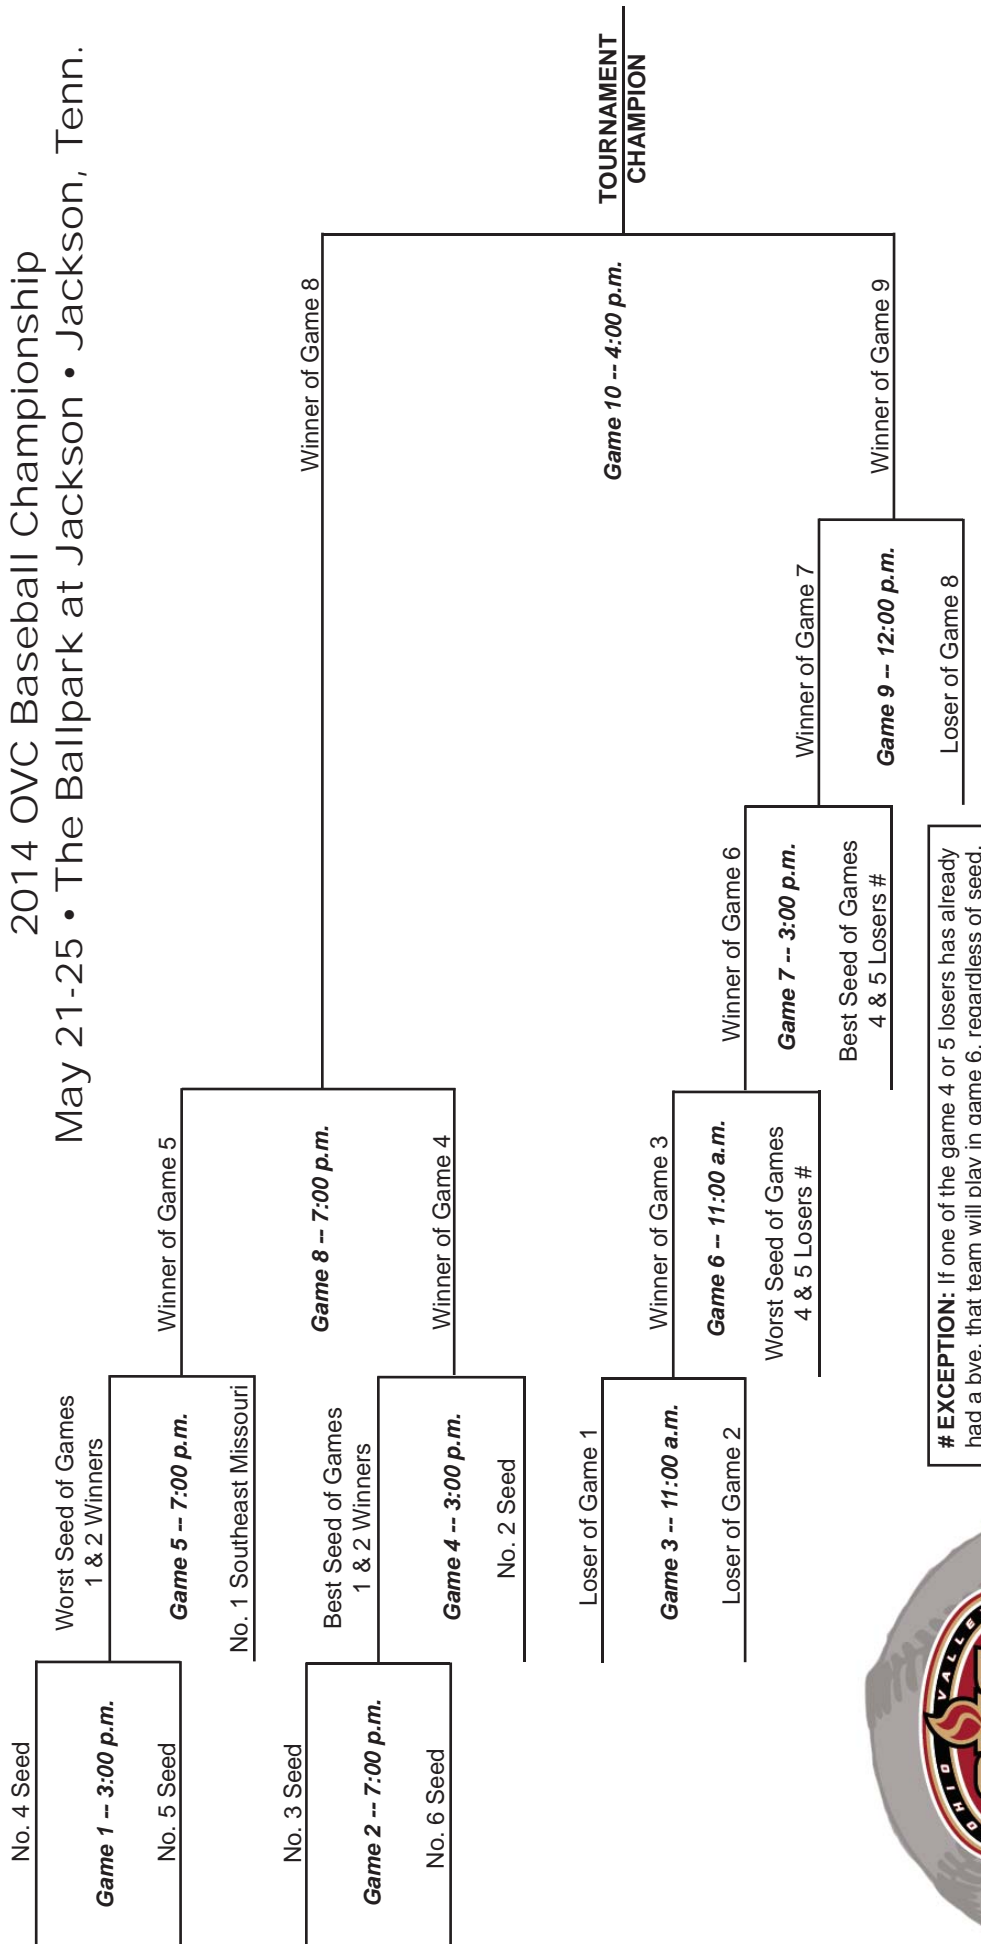 2014 OVC Baseball Championship
May 21-25 • The Ballpark at Jackson • Jackson, Tenn.
No. 4 Seed
Game 1 -- 3:00 p.m.
No. 5 Seed
Worst Seed of Games
1 & 2 Winners
Game 5 -- 7:00 p.m.
No. 1 Southeast Missouri
No. 3 Seed
Game 2 -- 7:00 p.m.
No. 6 Seed
Best Seed of Games
1 & 2 Winners
Game 4 -- 3:00 p.m.
No. 2 Seed
Winner of Game 5
Game 8 -- 7:00 p.m.
Winner of Game 4
Loser of Game 1
Game 3 -- 11:00 a.m.
Loser of Game 2
Winner of Game 3
Game 6 -- 11:00 a.m.
Worst Seed of Games
4 & 5 Losers #
Winner of Game 6
Game 7 -- 3:00 p.m.
Best Seed of Games
4 & 5 Losers #
Winner of Game 7
Game 9 -- 12:00 p.m.
Loser of Game 8
Winner of Game 8
Game 10 -- 4:00 p.m.
Winner of Game 9
TOURNAMENT
CHAMPION
# EXCEPTION: If one of the game 4 or 5 losers has already
had a bye, that team will play in game 6, regardless of seed.
OHIO VALLE